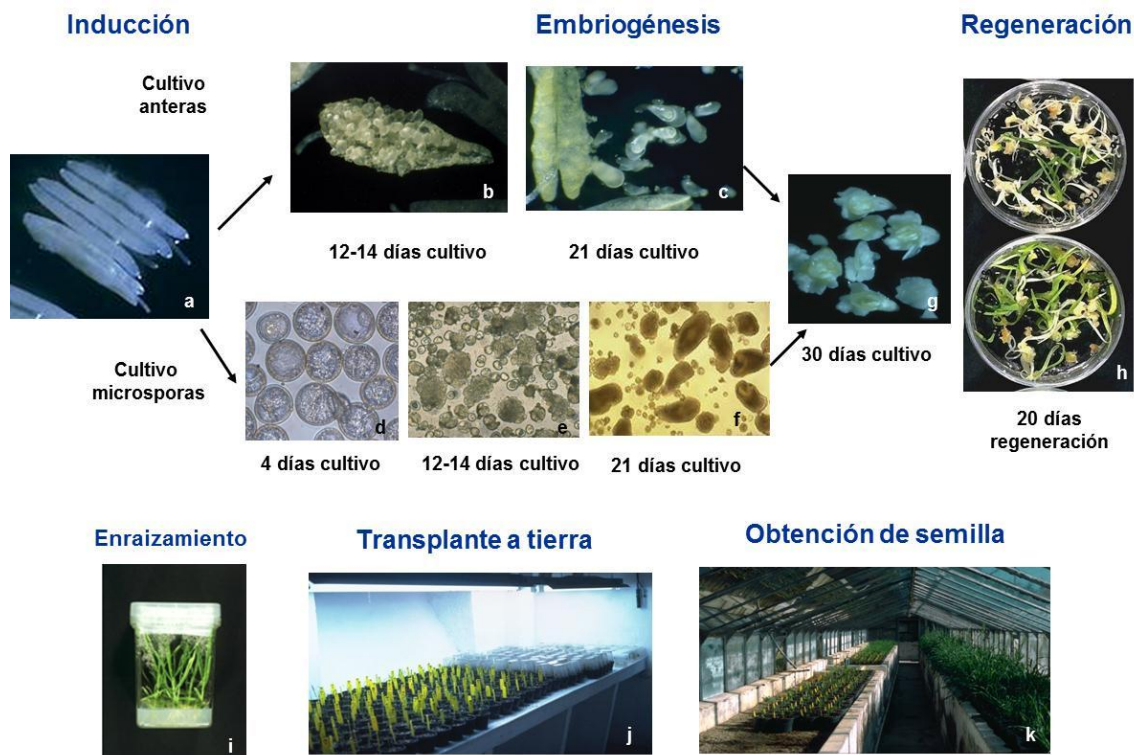 Inducción
Embriogénesis
Regeneración
Cultivo
anteras
a
b
c
12-14 días cultivo
21 días cultivo
g
Cultivo
microsporas
d
e
f
4 días cultivo
12-14 días cultivo
21 días cultivo
30 días cultivo
h
20 días
regeneración
Enraizamiento
Transplante a tierra
Obtención de semilla
i
j
k